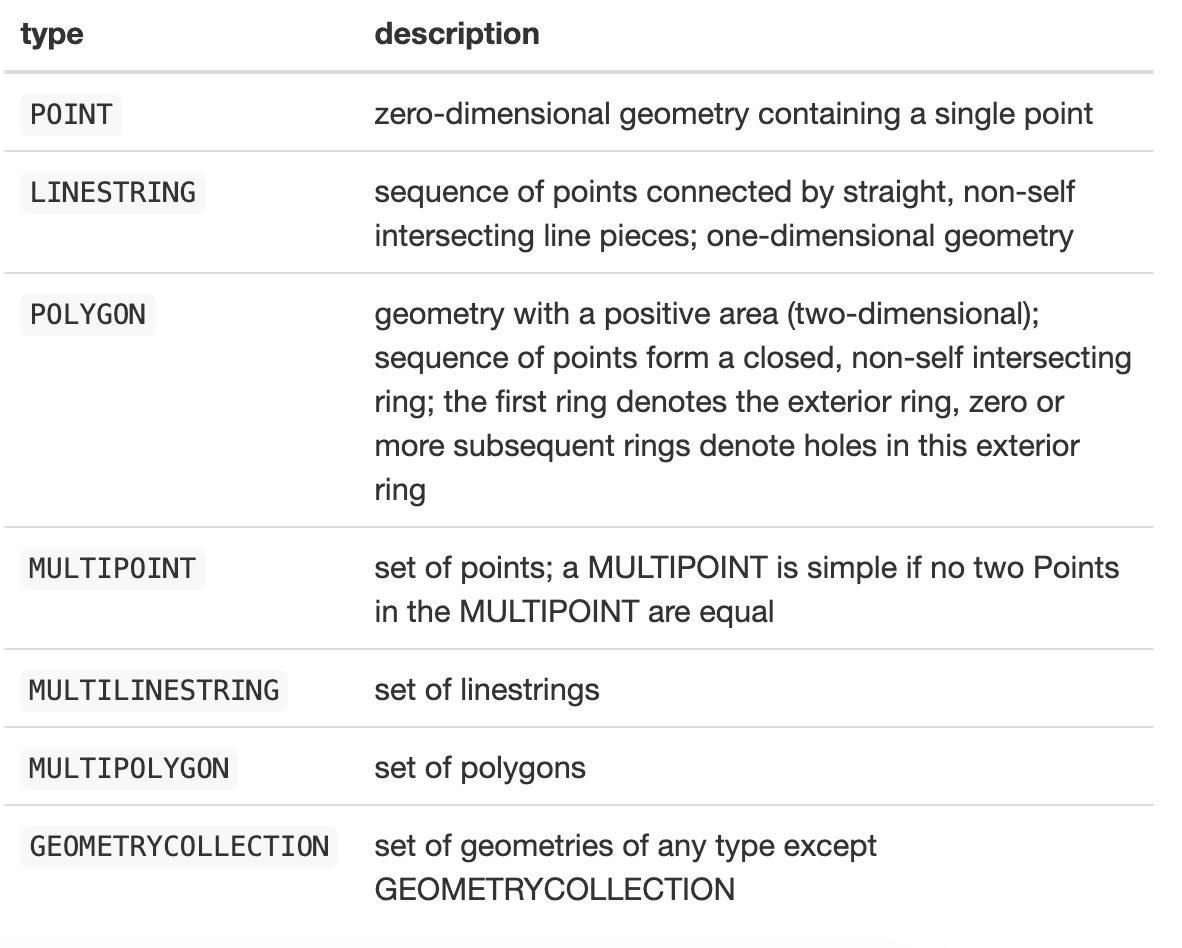 type description
POINT zero-dimensional geometry containing a single point
LINESTRING sequence of points connected by straight, non-self
intersecting line pieces; one-dimensional geometry
POLYGON geometry with a positive area (two-dimensional);
sequence of points form a closed, non-self intersecting
ring; the first ring denotes the exterior ring, zero or
more subsequent rings denote holes in this exterior
ring
MULTIPOINT set of points; a MULTIPOINT is simple if no two Points
in the MULTIPOINT are equal
MULTILINESTRING set of linestrings
MULTIPOLYGON set of polygons
GEOMETRYCOLLECTION set of geometries of any type except
GEOMETRYCOLLECTION